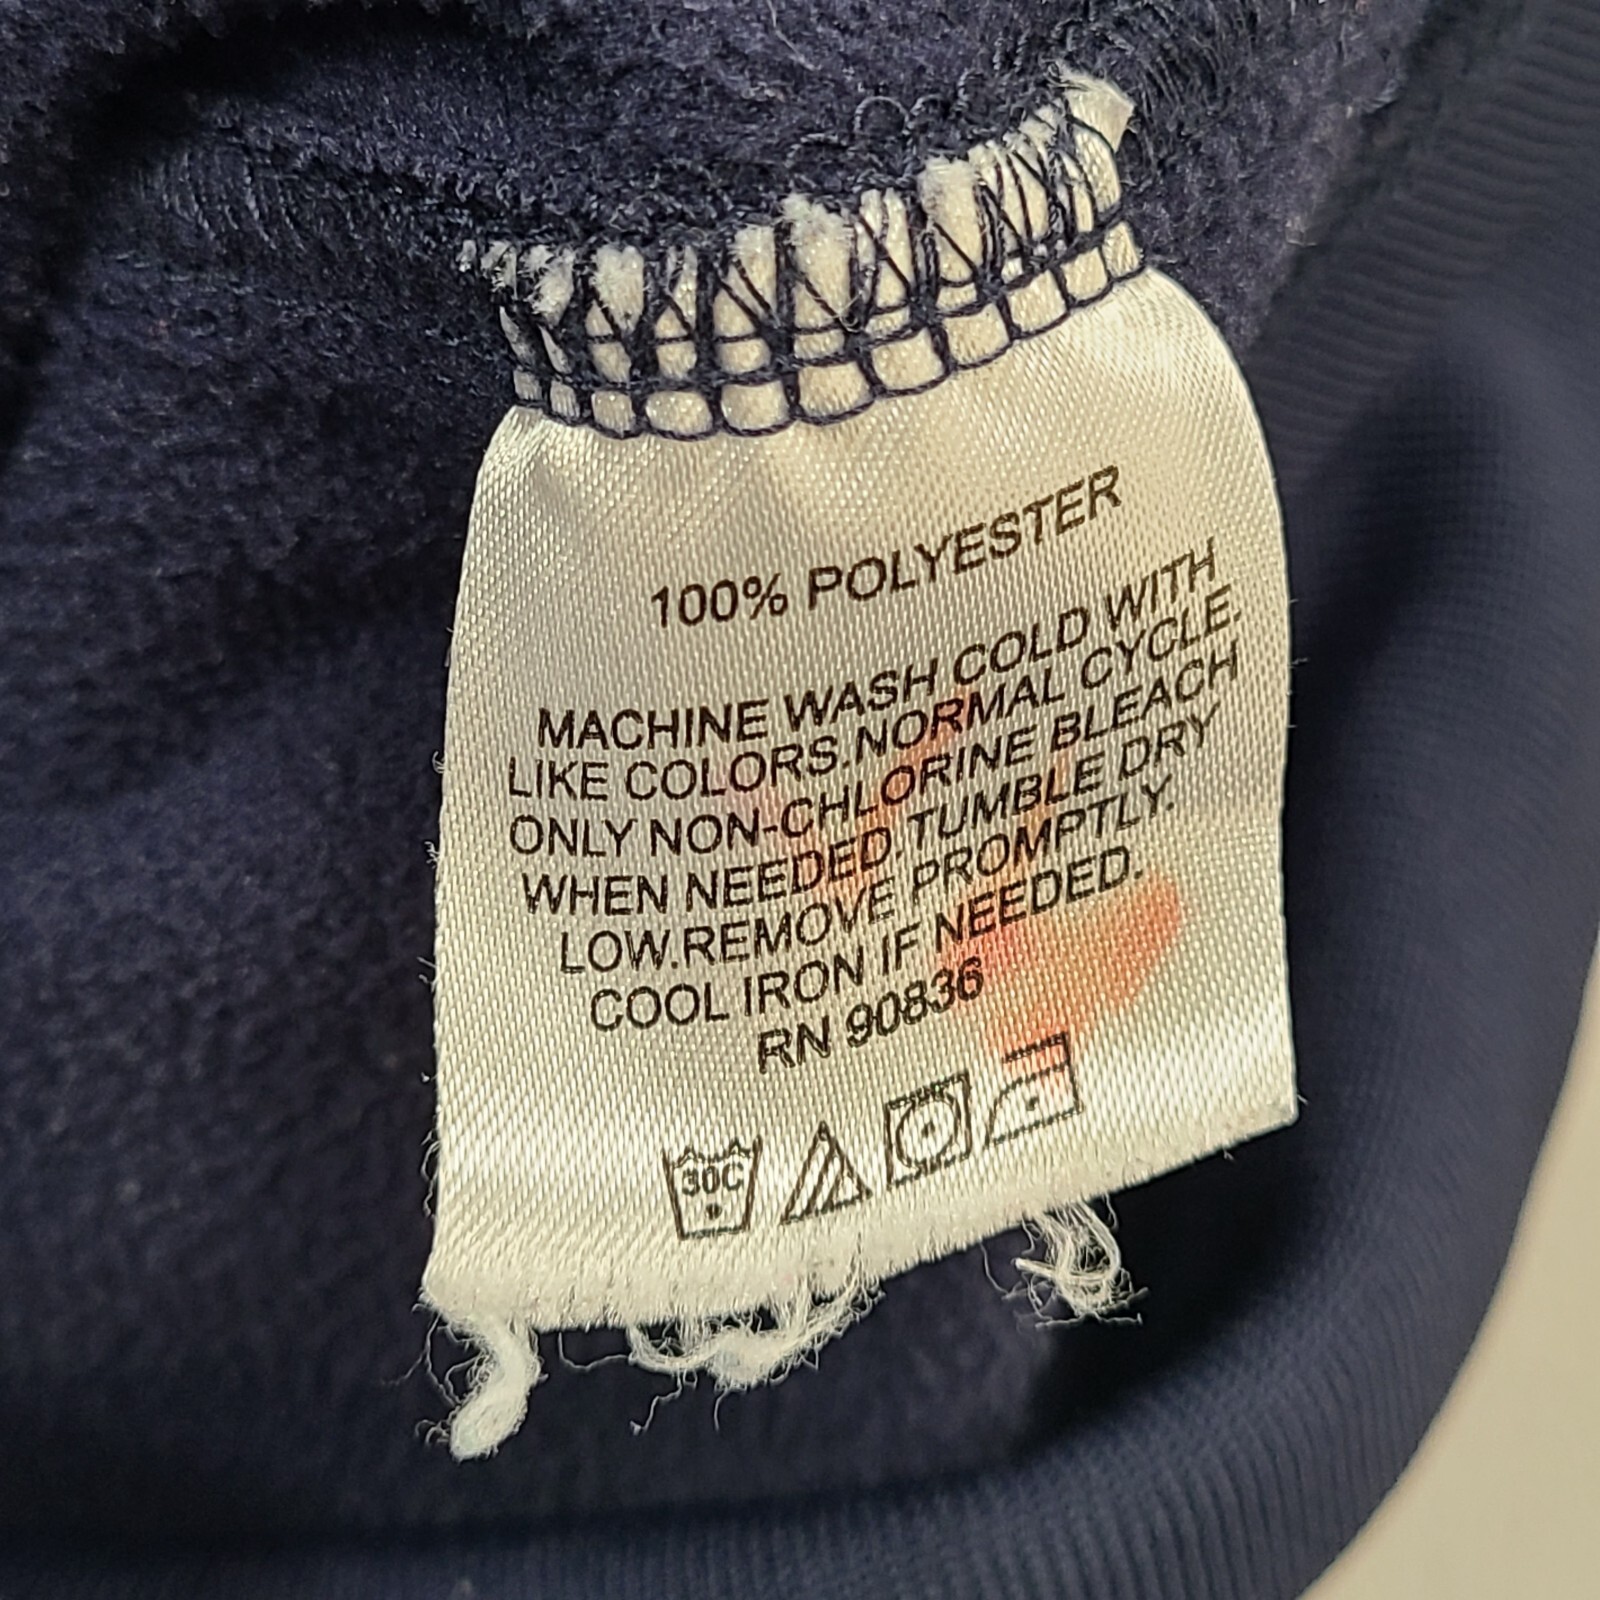 100% POLYESTER
MACHINE WASH COLD WITH
LIKE COLORS.NORMAL CYCLE.
ONLY NON-CHLORINE BLEACH
WHEN NEEDED.TUMBLE DRY
LOW.REMOVE PROMPTLY.
COOL IRON IF NEEDED.
RN 90836
30C